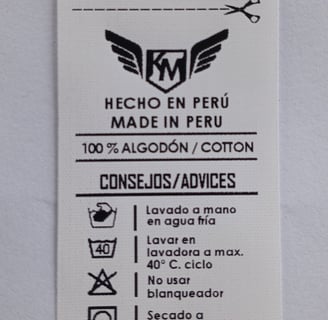 KM
HECHO EN PERÚ
MADE IN PERU
100 % ALGODÓN / COTTON
CONSEJOS/ADVICES
Lavado a mano
en agua fría
40
Lavar en
lavadora a max.
40° C. ciclo
No usar
blanqueador
Secado a